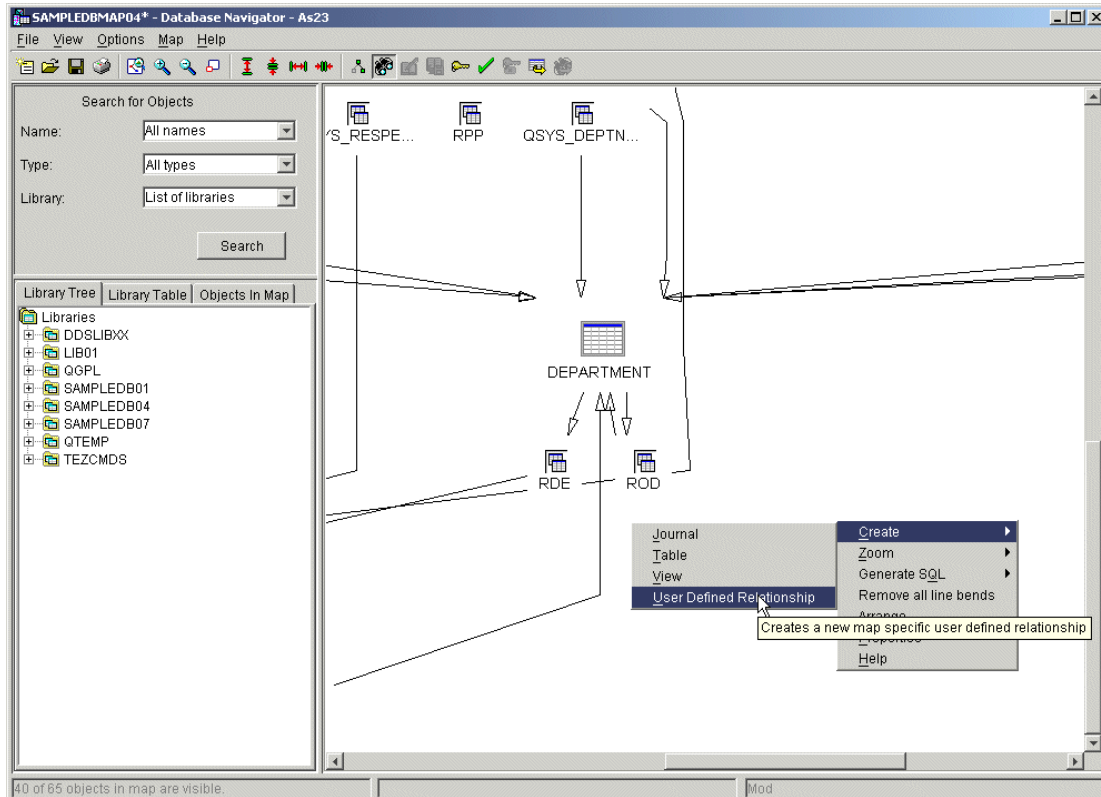 SAMPLEDBMAP04* - Database Navigator - As23
File View Options Map Help
Search for Objects
Name: All names
Type: All types
Library: List of libraries
Search
Library Tree Library Table Objects In Map
Libraries
DDSLIBXX
LIB01
QGPL
SAMPLEDB01
SAMPLEDB04
SAMPLEDB07
QTEMP
TEZCMDS
YS_RESPE... RPP QSYS_DEPTN...
DEPARTMENT
RDE ROD
Journal
Table
View
User Defined Relationship
Create
Zoom
Generate SQL
Remove all line bends
Arrange
Creates a new map specific user defined relationship
Properties
Help
40 of 65 objects in map are visible. Mod